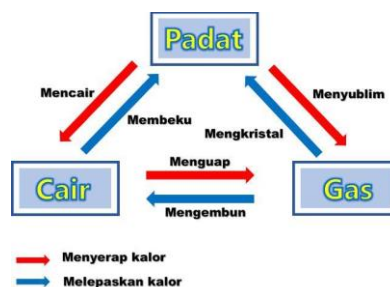 Padat
Mencair
Menyublim
Membeku
Mengkristal
Menguap
Cair
Gas
Mengembun
Menyerap kalor
Melepaskan kalor